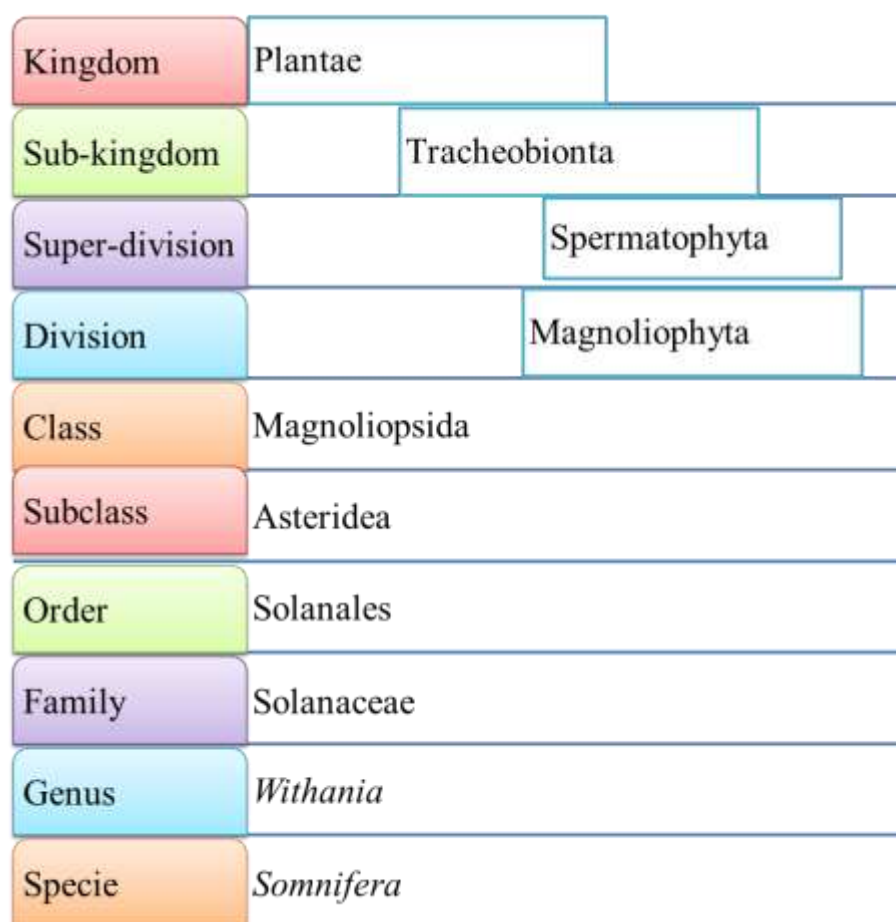 Kingdom Plantae
Sub-kingdom Tracheobionta
Super-division Spermatophyta
Division Magnoliophyta
Class Magnoliopsida
Subclass Asteridea
Order Solanales
Family Solanaceae
Genus Withania
Specie Somnifera